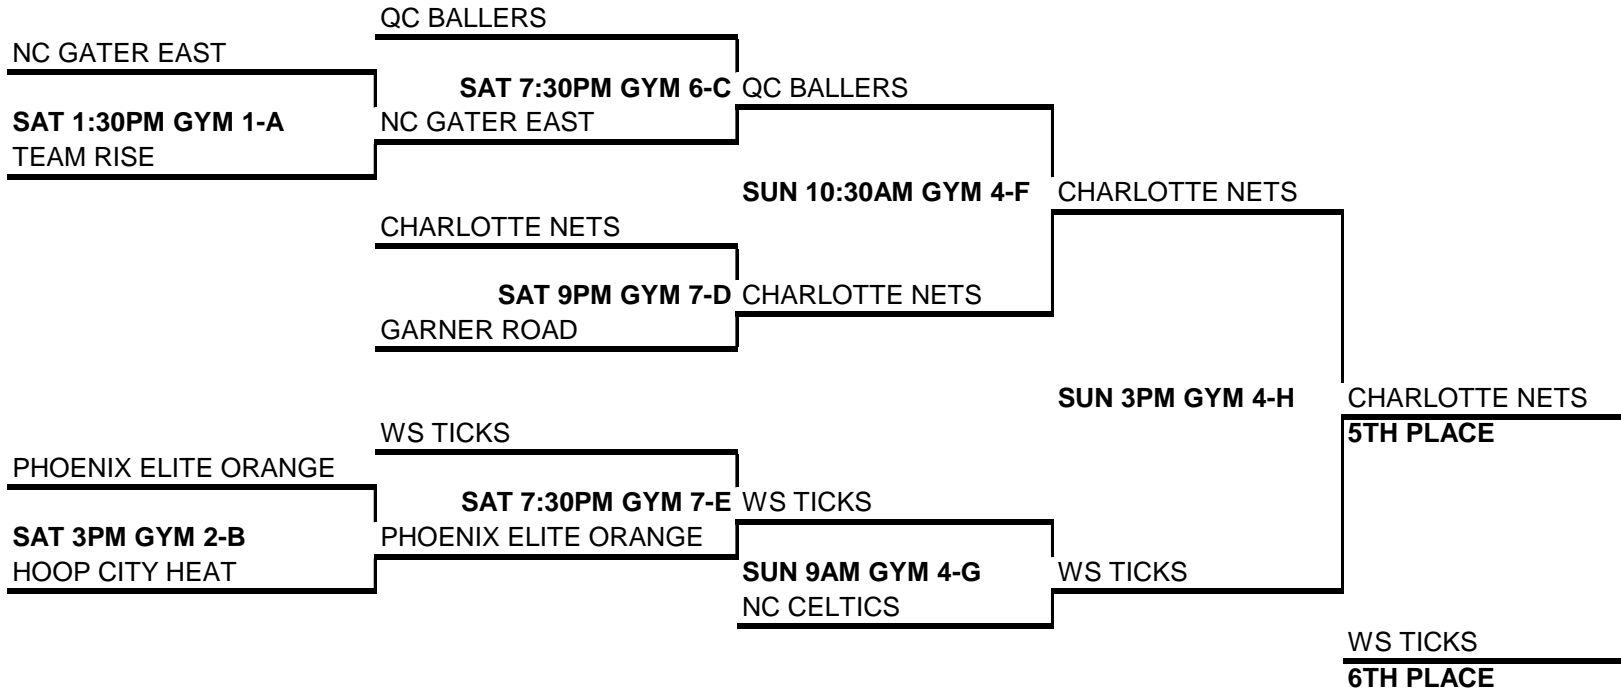 QC BALLERS
NC GATER EAST
SAT 7:30PM GYM 6-C QC BALLERS
SAT 1:30PM GYM 1-A NC GATER EAST
TEAM RISE
SUN 10:30AM GYM 4-F CHARLOTTE NETS
CHARLOTTE NETS
SAT 9PM GYM 7-D CHARLOTTE NETS
GARNER ROAD
SUN 3PM GYM 4-H CHARLOTTE NETS
WS TICKS 5TH PLACE
PHOENIX ELITE ORANGE
SAT 7:30PM GYM 7-E WS TICKS
SAT 3PM GYM 2-B PHOENIX ELITE ORANGE
HOOP CITY HEAT SUN 9AM GYM 4-G WS TICKS
NC CELTICS
WS TICKS
6TH PLACE